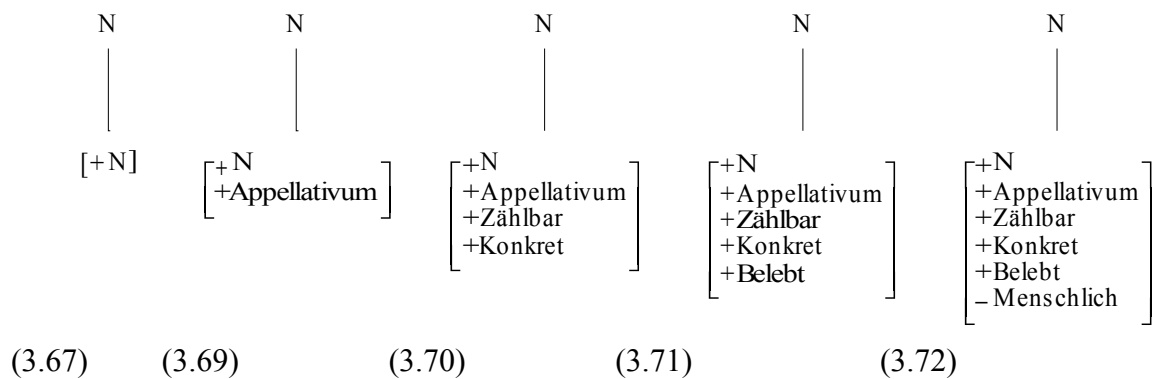 N N N N N
[+N]
+N
+Appellativum
+N
+Appellativum
+Zählbar
+Konkret
+N
+Appellativum
+Zählbar
+Konkret
+Belebt
+N
+Appellativum
+Zählbar
+Konkret
+Belebt
–Menschlich
(3.67) (3.69) (3.70) (3.71) (3.72)